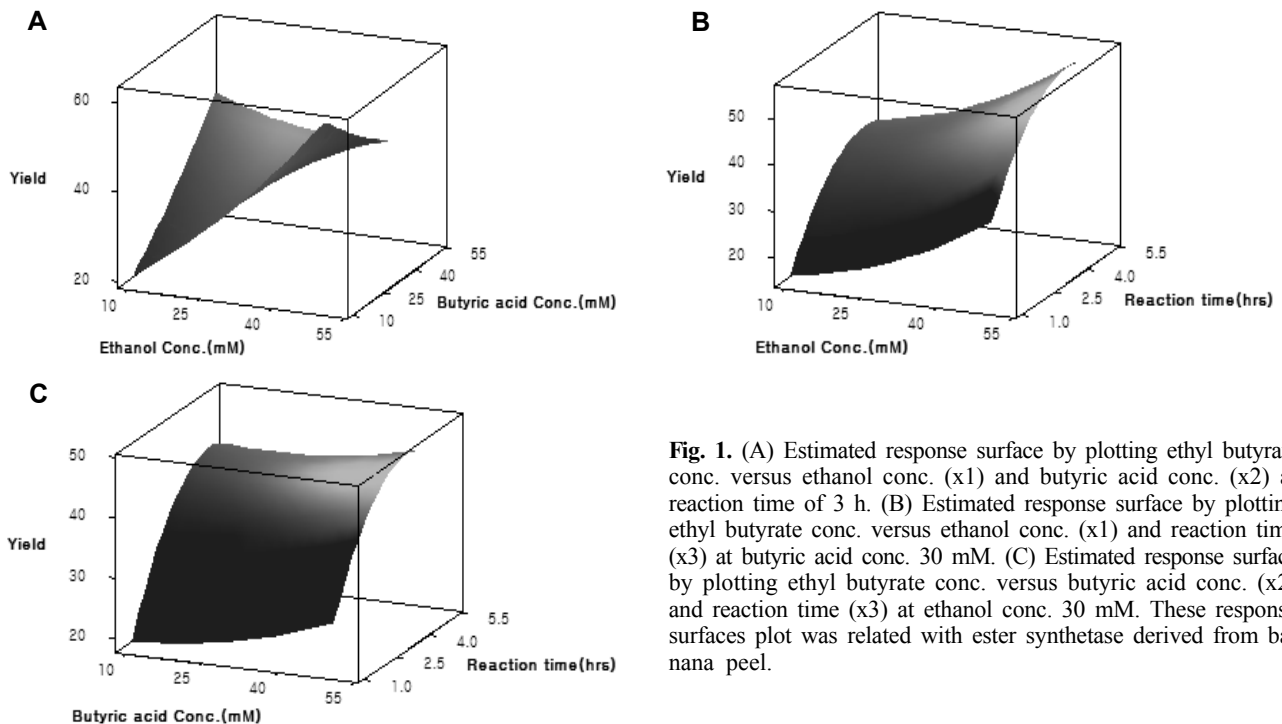 A
60
40
20
Yield
10
25
40
55
Ethanol Conc.(mM)
10
25
40
55
Butyric acid Conc.(mM)
B
50
40
30
20
Yield
10
25
40
55
Ethanol Conc.(mM)
1.0
2.5
4.0
5.5
Reaction time(hrs)
C
50
40
30
20
Yield
10
25
40
55
Butyric acid Conc.(mM)
1.0
2.5
4.0
5.5
Reaction time(hrs)
Fig. 1. (A) Estimated response surface by plotting ethyl butyra
conc. versus ethanol conc. (x1) and butyric acid conc. (x2) a
reaction time of 3 h. (B) Estimated response surface by plottin
ethyl butyrate conc. versus ethanol conc. (x1) and reaction tim
(x3) at butyric acid conc. 30 mM. (C) Estimated response surfac
by plotting ethyl butyrate conc. versus butyric acid conc. (x2
and reaction time (x3) at ethanol conc. 30 mM. These respons
surfaces plot was related with ester synthetase derived from ba
nana peel.